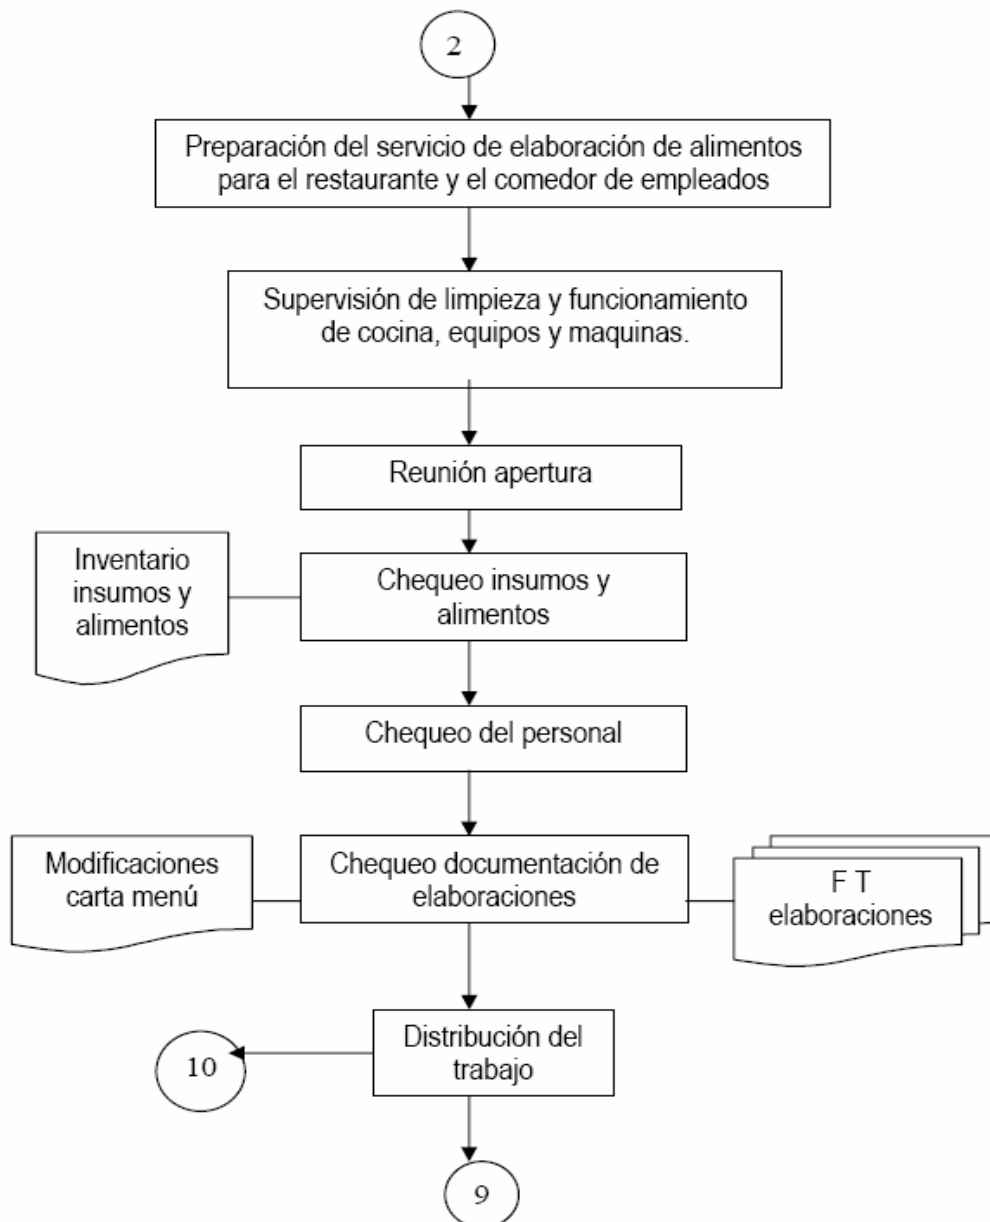 2
Preparación del servicio de elaboración de alimentos
para el restaurante y el comedor de empleados
Supervisión de limpieza y funcionamiento
de cocina, equipos y maquinas.
Reunión apertura
Inventario
insumos y
alimentos
Chequeo insumos y
alimentos
Chequeo del personal
Modificaciones
carta menú
Chequeo documentación de
elaboraciones
F T
elaboraciones
Distribución del
trabajo
10
9